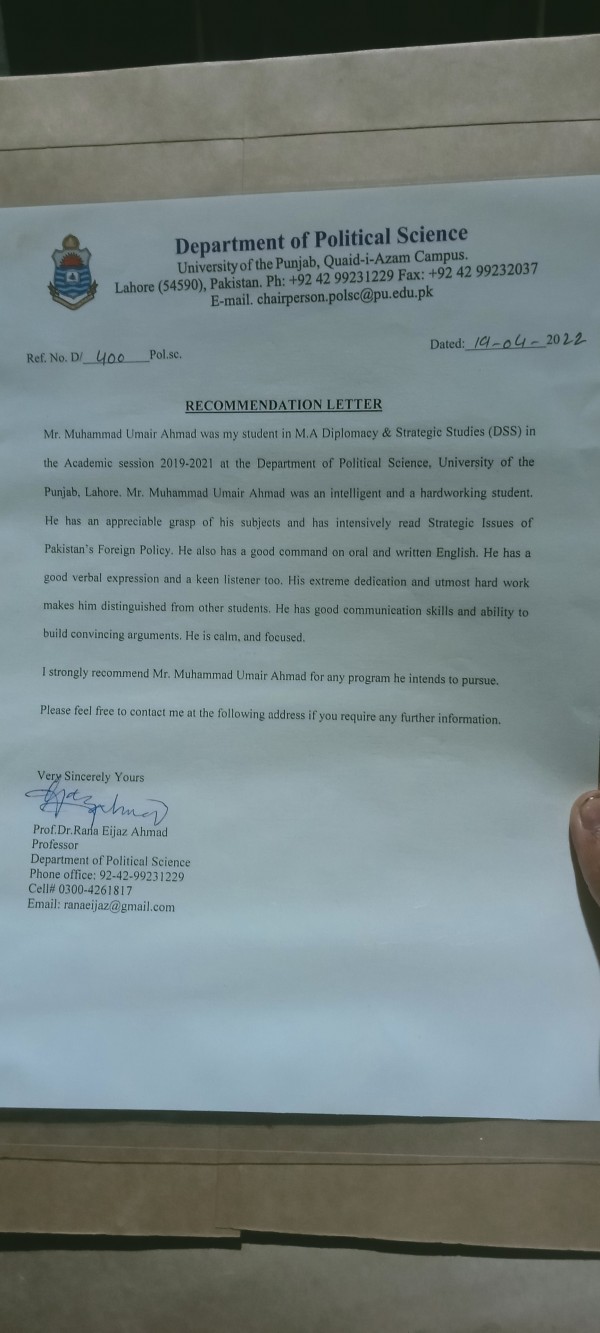 Department of Political Science
University of the Punjab, Quaid-i-Azam Campus.
Lahore (54590), Pakistan. Ph: +92 42 99231229 Fax: +92 42 99232037
E-mail. chairperson.polsc@pu.edu.pk
Ref. No. D/ 400 Pol.sc.
Dated: 19-04-2022
RECOMMENDATION LETTER
Mr. Muhammad Umair Ahmad was my student in M.A Diplomacy & Strategic Studies (DSS) in
the Academic session 2019-2021 at the Department of Political Science, University of the
Punjab, Lahore. Mr. Muhammad Umair Ahmad was an intelligent and a hardworking student.
He has an appreciable grasp of his subjects and has intensively read Strategic Issues of
Pakistan's Foreign Policy. He also has a good command on oral and written English. He has a
good verbal expression and a keen listener too. His extreme dedication and utmost hard work
makes him distinguished from other students. He has good communication skills and ability to
build convincing arguments. He is calm, and focused.
I strongly recommend Mr. Muhammad Umair Ahmad for any program he intends to pursue.
Please feel free to contact me at the following address if you require any further information.
Very Sincerely Yours
Prof.Dr.Rana Eijaz Ahmad
Professor
Department of Political Science
Phone office: 92-42-99231229
Cell# 0300-4261817
Email: ranaeijaz@gmail.com